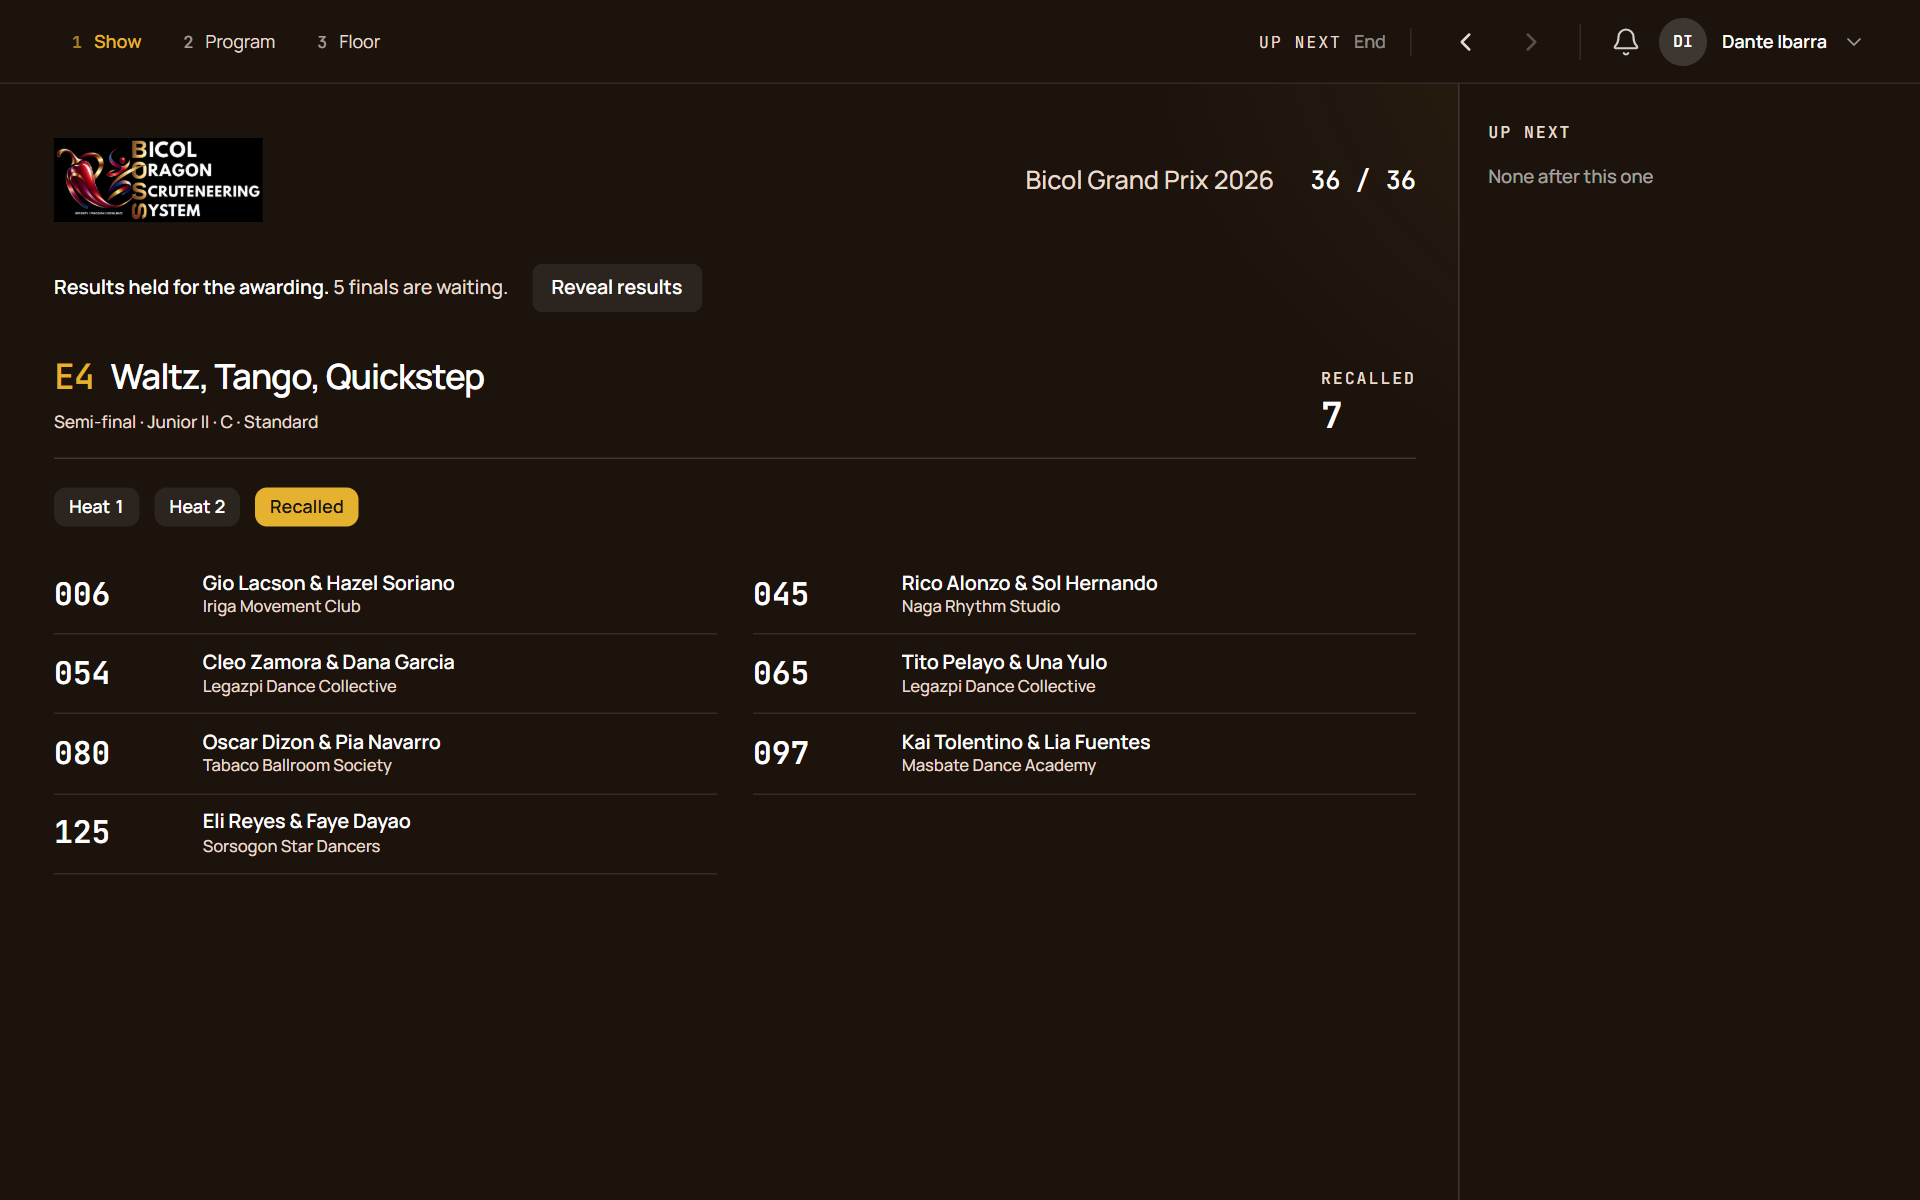 1 Show 2 Program 3 Floor
UP NEXT End
DI Dante Ibarra
BICOL
DRAGON
SCRUTENEERING
SYSTEM
Bicol Grand Prix 2026 36 / 36
Results held for the awarding. 5 finals are waiting. Reveal results
E4 Waltz, Tango, Quickstep
Semi-final · Junior II · C · Standard
RECALLED
7
Heat 1 Heat 2 Recalled
006 Gio Lacson & Hazel Soriano
Iriga Movement Club
045 Rico Alonzo & Sol Hernando
Naga Rhythm Studio
054 Cleo Zamora & Dana Garcia
Legazpi Dance Collective
065 Tito Pelayo & Una Yulo
Legazpi Dance Collective
080 Oscar Dizon & Pia Navarro
Tabaco Ballroom Society
097 Kai Tolentino & Lia Fuentes
Masbate Dance Academy
125 Eli Reyes & Faye Dayao
Sorsogon Star Dancers
UP NEXT
None after this one